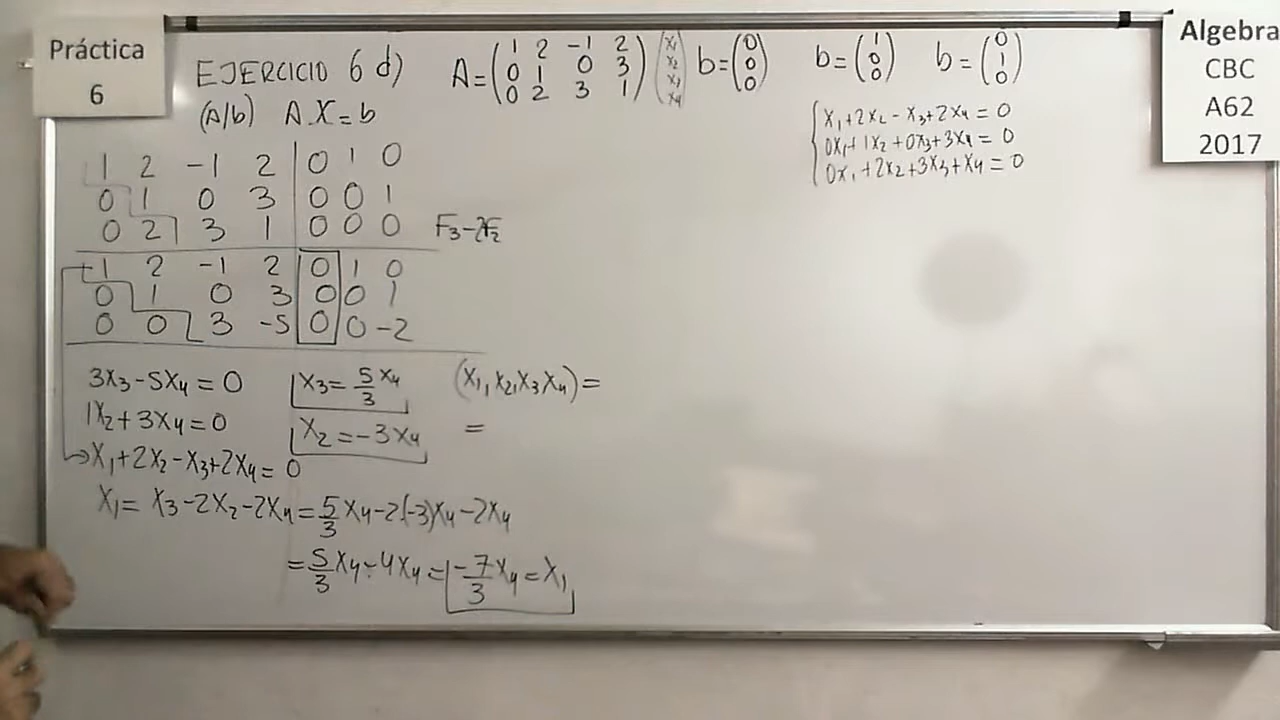 Práctica
6
EJERCICIO 6 d)
A = (1 2 -1 2
0 1 0 3
0 2 3 1)
(x₁
x₂
x₃
x₄)
b = (0
0
0)
b = (1
0
0)
b = (0
1
0)
Algebra
CBC
A62
2017
(A/b) A.X = b
x₁+2x₂-x₃+2x₄ = 0
0x₁+1x₂+0x₃+3x₄ = 0
0x₁+2x₂+3x₃+x₄ = 0
1 2 -1 2 | 0 1 0
0 1 0 3 | 0 0 1
0 2 3 1 | 0 0 0 F₃-2F₂
1 2 -1 2 | 0 | 1 0
0 1 0 3 | 0 | 0 1
0 0 3 -5 | 0 | 0 -2
3x₃-5x₄ = 0 x₃ = 5/3 x₄ (x₁,x₂,x₃x₄) =
1x₂+3x₄ = 0 x₂ = -3x₄ =
→x₁+2x₂-x₃+2x₄ = 0
x₁ = x₃-2x₂-2x₄ = 5/3 x₄-2(-3)x₄-2x₄
= 5/3 x₄-4x₄ = -7/3 x₄ = x₁